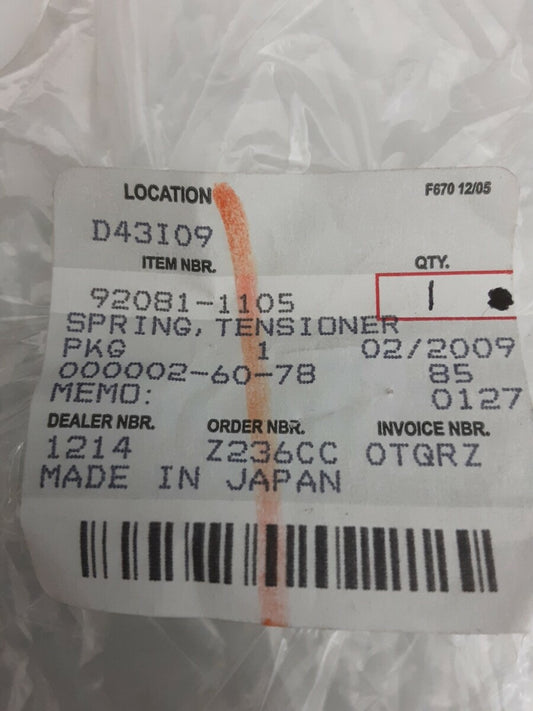 LOCATION F670 12/05
D43I09
ITEM NBR. QTY.
92081-1105 1
SPRING, TENSIONER
PKG 1 02/2009
000002-60-78 85
MEMO: 0127
DEALER NBR. ORDER NBR. INVOICE NBR.
1214 Z236CC OTQRZ
MADE IN JAPAN